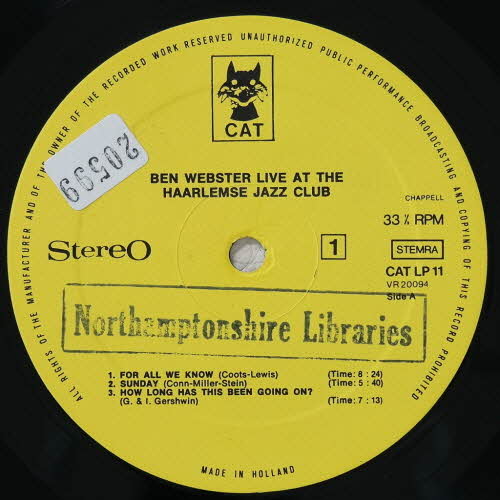 ALL RIGHTS OF THE MANUFACTURER AND OF THE OWNER OF THE RECORDED WORK RESERVED UNAUTHORIZED PUBLIC PERFORMANCE BROADCASTING AND COPYING OF THIS RECORD PROHIBITED
CAT
20599
BEN WEBSTER LIVE AT THE
HAARLEMSE JAZZ CLUB
CHAPPELL
33⅓ RPM
Stereo
1
STEMRA
CAT LP 11
VR 20094
Side A
Northamptonshire Libraries
1. FOR ALL WE KNOW (Coots-Lewis) (Time: 8 : 24)
2. SUNDAY (Conn-Miller-Stein) (Time: 5 : 40)
3. HOW LONG HAS THIS BEEN GOING ON?
(G. & I. Gershwin) (Time: 7 : 13)
MADE IN HOLLAND